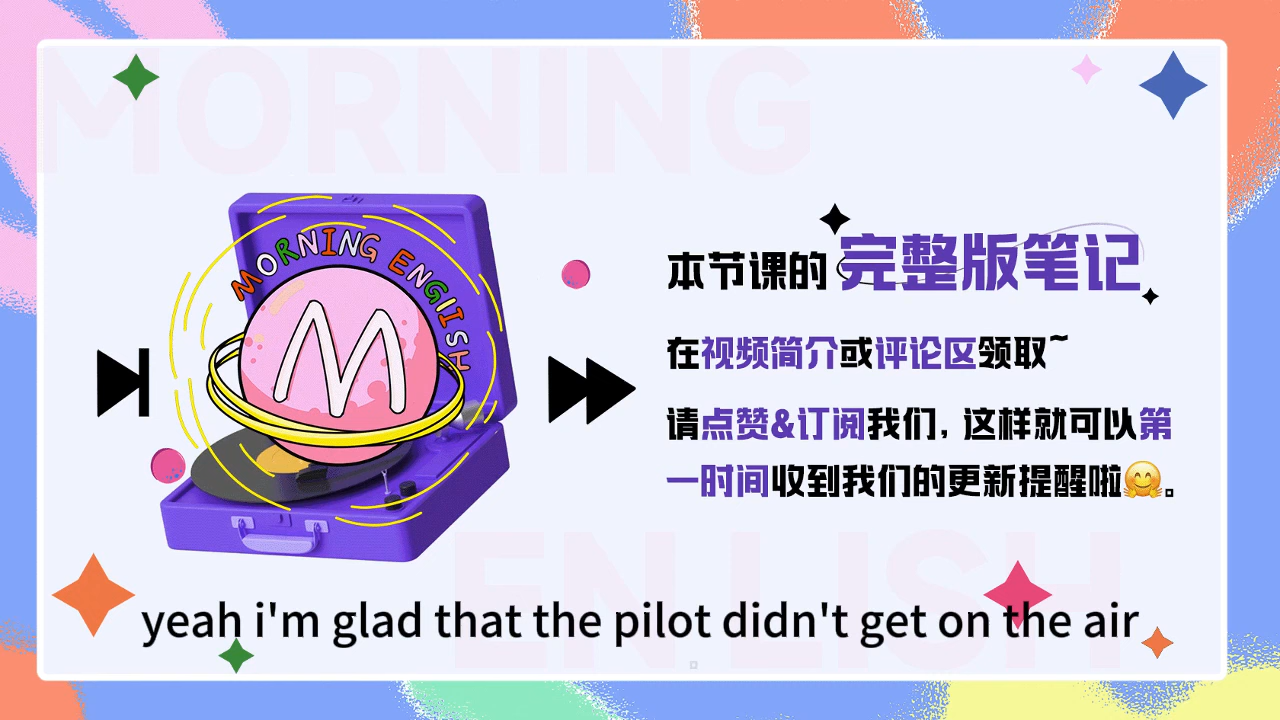 MORNING
MORNING ENGlISH
M
本节课的 完整版笔记
在视频简介或评论区领取~
请点赞&订阅我们，这样就可以第
一时间收到我们的更新提醒啦🤗。
EN LISH
yeah i'm glad that the pilot didn't get on the air